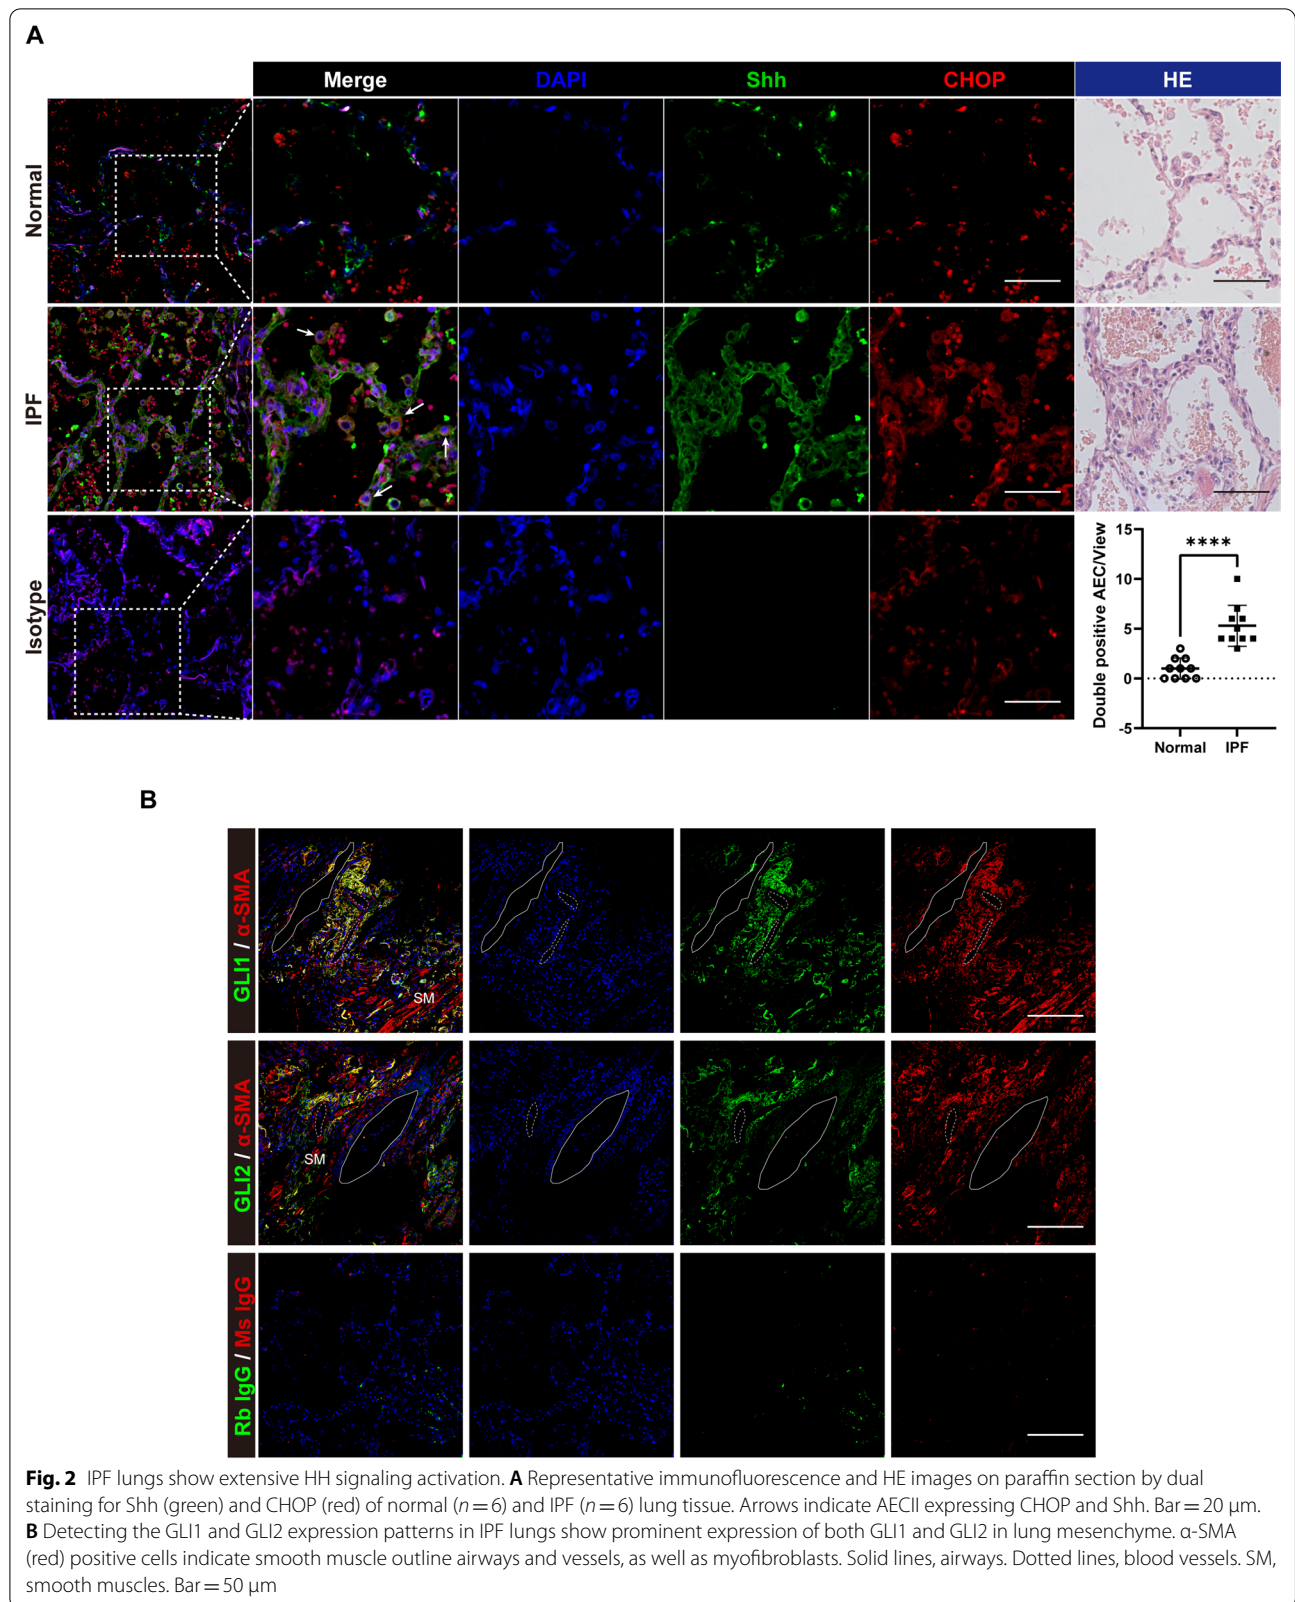 A
Merge
DAPI
Shh
CHOP
HE
Normal
IPF
Isotype
Double positive AEC/View
15
10
5
0
-5
****
Normal
IPF
B
GLI1 / α-SMA
SM
GLI2 / α-SMA
SM
Rb IgG / Ms IgG
Fig. 2 IPF lungs show extensive HH signaling activation. A Representative immunofluorescence and HE images on paraffin section by dual
staining for Shh (green) and CHOP (red) of normal (n = 6) and IPF (n = 6) lung tissue. Arrows indicate AECII expressing CHOP and Shh. Bar = 20 μm.
B Detecting the GLI1 and GLI2 expression patterns in IPF lungs show prominent expression of both GLI1 and GLI2 in lung mesenchyme. α-SMA
(red) positive cells indicate smooth muscle outline airways and vessels, as well as myofibroblasts. Solid lines, airways. Dotted lines, blood vessels. SM,
smooth muscles. Bar = 50 μm